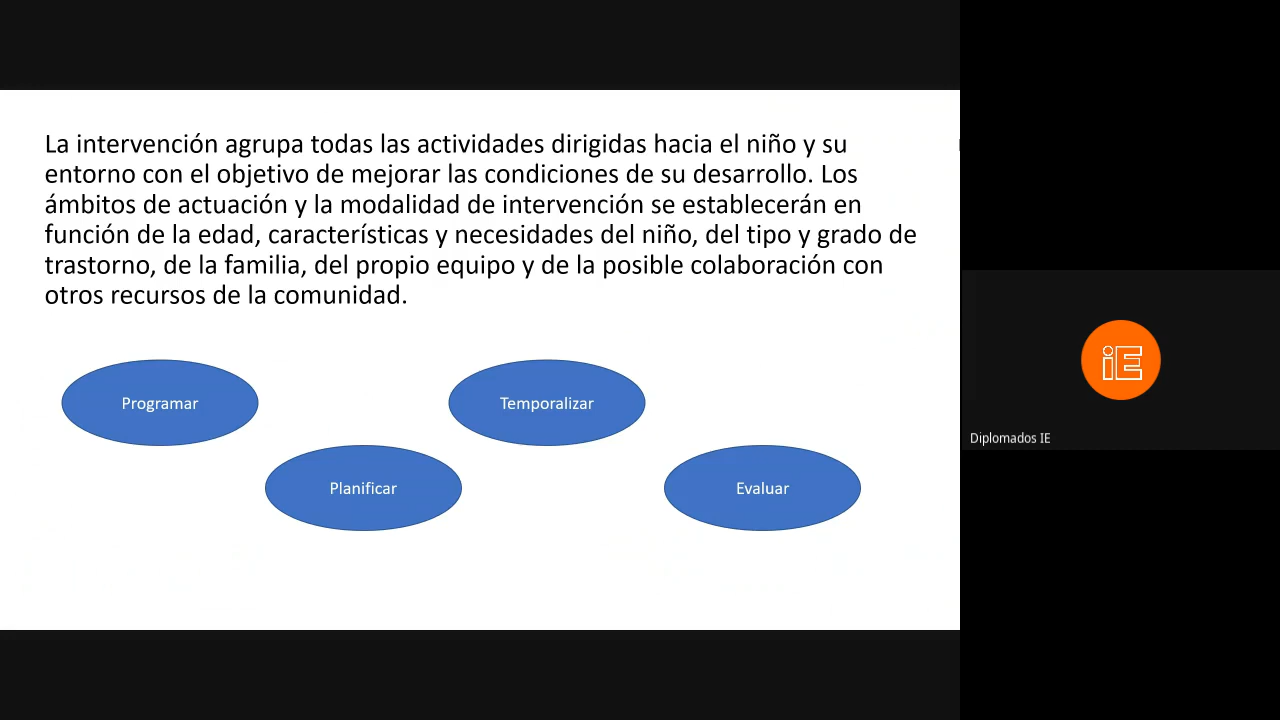 La intervención agrupa todas las actividades dirigidas hacia el niño y su
entorno con el objetivo de mejorar las condiciones de su desarrollo. Los
ámbitos de actuación y la modalidad de intervención se establecerán en
función de la edad, características y necesidades del niño, del tipo y grado de
trastorno, de la familia, del propio equipo y de la posible colaboración con
otros recursos de la comunidad.
Programar
Temporalizar
Planificar
Evaluar
iE
Diplomados IE